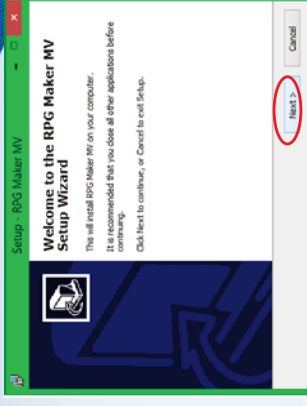 Setup - RPG Maker MV
Welcome to the RPG Maker MV
Setup Wizard
This will install RPG Maker MV on your computer.
It is recommended that you close all other applications before
continuing.
Click Next to continue, or Cancel to exit Setup.
Next >
Cancel